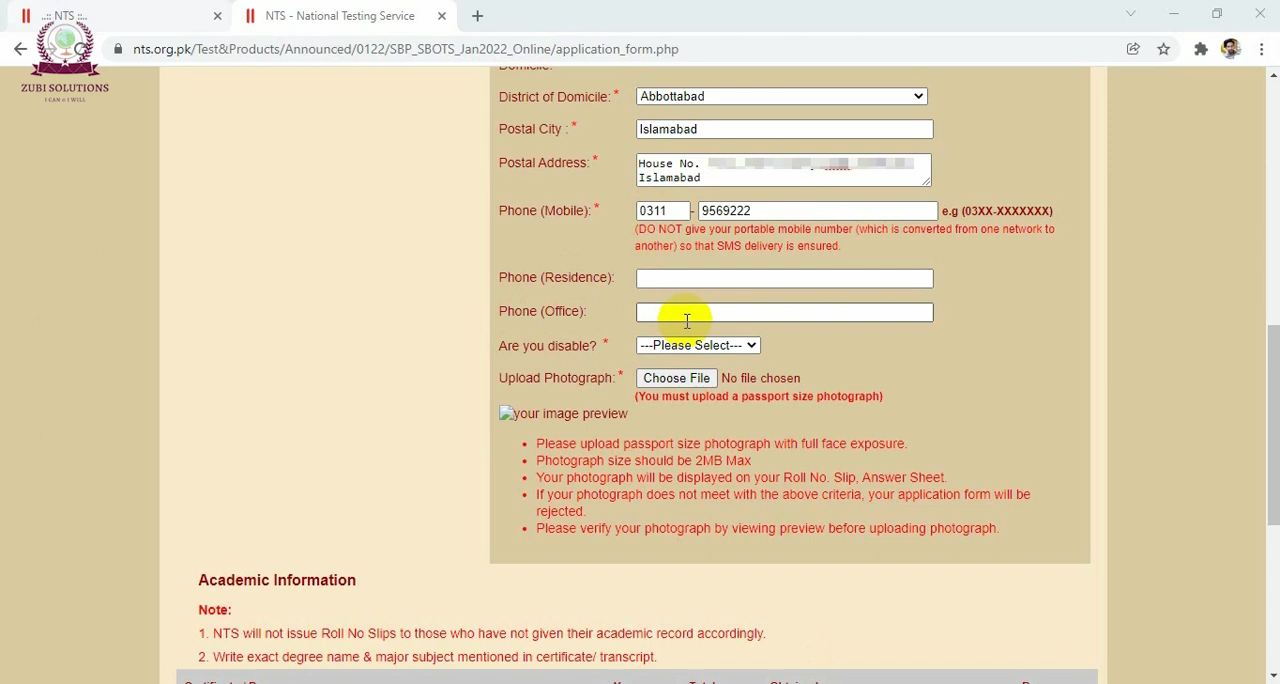 .:: NTS ::.
NTS - National Testing Service
nts.org.pk/Test&Products/Announced/0122/SBP_SBOTS_Jan2022_Online/application_form.php
ZUBI SOLUTIONS
I CAN & I WILL
Domicile:
District of Domicile: * Abbottabad
Postal City : * Islamabad
Postal Address: * House No.
Islamabad
Phone (Mobile): * 0311 - 9569222 e.g (03XX-XXXXXXX)
(DO NOT give your portable mobile number (which is converted from one network to
another) so that SMS delivery is ensured.
Phone (Residence):
Phone (Office):
Are you disable? * ---Please Select---
Upload Photograph: * Choose File No file chosen
(You must upload a passport size photograph)
your image preview
• Please upload passport size photograph with full face exposure.
• Photograph size should be 2MB Max
• Your photograph will be displayed on your Roll No. Slip, Answer Sheet.
• If your photograph does not meet with the above criteria, your application form will be
rejected.
• Please verify your photograph by viewing preview before uploading photograph.
Academic Information
Note:
1. NTS will not issue Roll No Slips to those who have not given their academic record accordingly.
2. Write exact degree name & major subject mentioned in certificate/ transcript.